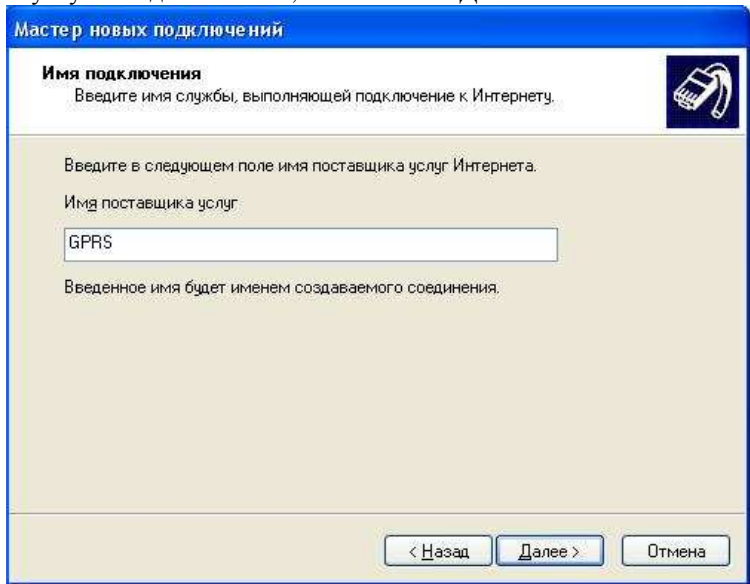 Мастер новых подключений
Имя подключения
Введите имя службы, выполняющей подключение к Интернету.
Введите в следующем поле имя поставщика услуг Интернета.
Имя поставщика услуг
GPRS
Введенное имя будет именем создаваемого соединения.
< Назад Далее > Отмена